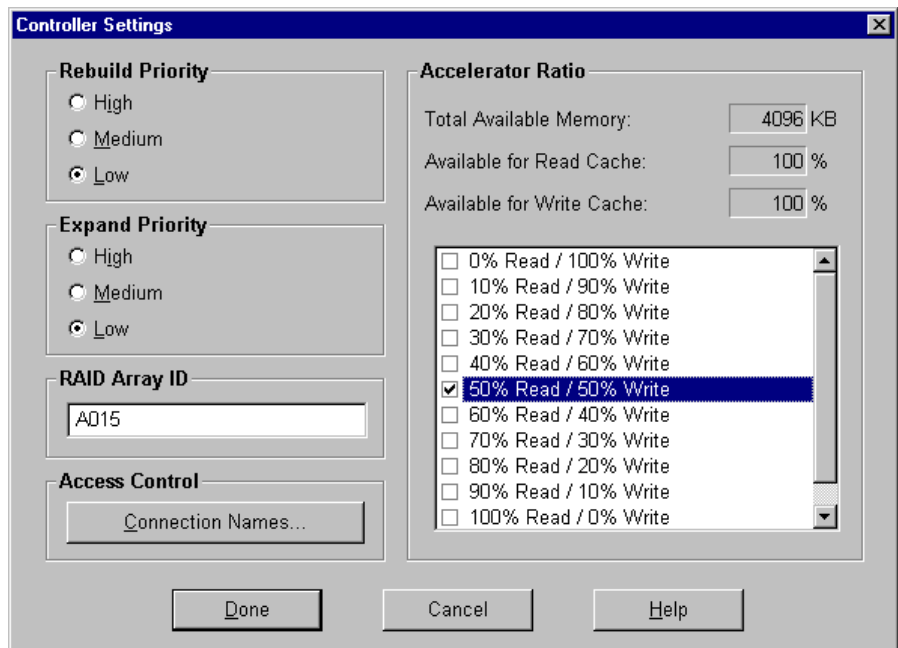 Controller Settings
Rebuild Priority
High
Medium
Low
Expand Priority
High
Medium
Low
RAID Array ID
A015
Access Control
Connection Names...
Accelerator Ratio
Total Available Memory: 4096 KB
Available for Read Cache: 100 %
Available for Write Cache: 100 %
0% Read / 100% Write
10% Read / 90% Write
20% Read / 80% Write
30% Read / 70% Write
40% Read / 60% Write
50% Read / 50% Write
60% Read / 40% Write
70% Read / 30% Write
80% Read / 20% Write
90% Read / 10% Write
100% Read / 0% Write
Done Cancel Help